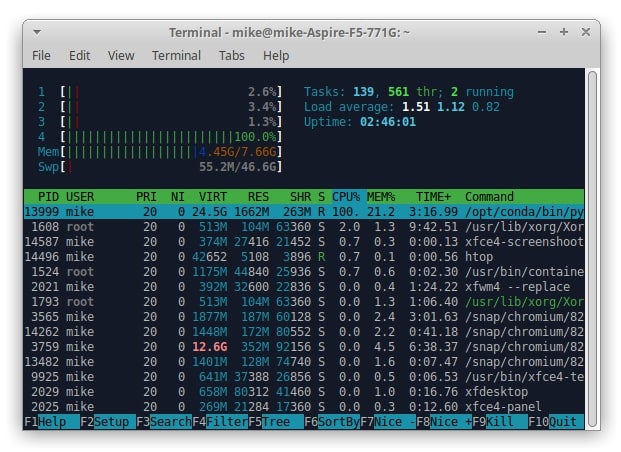 Terminal - mike@mike-Aspire-F5-771G: ~
File Edit View Terminal Tabs Help
1 [|| 2.6%] Tasks: 139, 561 thr; 2 running
2 [|| 3.4%] Load average: 1.51 1.12 0.82
3 [|| 1.3%] Uptime: 02:46:01
4 [||||||||||||||||||||||||100.0%]
Mem[|||||||||||||||||||4.45G/7.66G]
Swp[| 55.2M/46.6G]
PID USER PRI NI VIRT RES SHR S CPU% MEM% TIME+ Command
13999 mike 20 0 24.5G 1662M 263M R 100. 21.2 3:16.99 /opt/conda/bin/py
1608 root 20 0 513M 104M 63360 S 2.0 1.3 9:42.51 /usr/lib/xorg/Xor
14587 mike 20 0 374M 27416 21452 S 0.7 0.3 0:00.13 xfce4-screenshoot
14496 mike 20 0 42652 5108 3896 R 0.7 0.1 0:00.56 htop
1524 root 20 0 1175M 44840 25936 S 0.7 0.6 0:02.30 /usr/bin/containe
2021 mike 20 0 392M 32600 22836 S 0.0 0.4 1:24.22 xfwm4 --replace
1793 root 20 0 513M 104M 63360 S 0.0 1.3 1:06.40 /usr/lib/xorg/Xor
3565 mike 20 0 1877M 187M 60128 S 0.0 2.4 3:01.63 /snap/chromium/82
14262 mike 20 0 1448M 172M 80552 S 0.0 2.2 0:41.18 /snap/chromium/82
3759 mike 20 0 12.6G 352M 92156 S 0.0 4.5 6:38.37 /snap/chromium/82
13482 mike 20 0 1401M 128M 74740 S 0.0 1.6 0:07.47 /snap/chromium/82
9925 mike 20 0 641M 37388 26856 S 0.0 0.5 0:06.53 /usr/bin/xfce4-te
2029 mike 20 0 658M 80312 41460 S 0.0 1.0 0:16.76 xfdesktop
2025 mike 20 0 269M 21284 17360 S 0.0 0.3 0:12.60 xfce4-panel
F1Help F2Setup F3SearchF4FilterF5Tree F6SortByF7Nice -F8Nice +F9Kill F10Quit